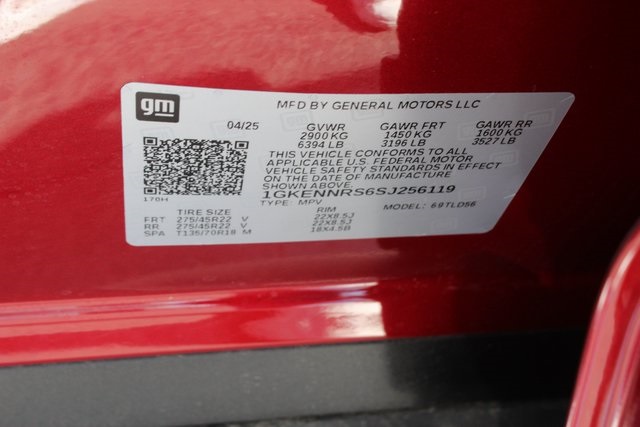 gm
MFD BY GENERAL MOTORS LLC
04/25 GVWR GAWR FRT GAWR RR
2900 KG 1450 KG 1600 KG
6394 LB 3196 LB 3527 LB
THIS VEHICLE CONFORMS TO ALL
APPLICABLE U.S. FEDERAL MOTOR
VEHICLE SAFETY STANDARDS IN EFFECT
ON THE DATE OF MANUFACTURE
SHOWN ABOVE
1GKENNRS6SJ256119
170H
TYPE: MPV MODEL:
TIRE SIZE RIM
FRT 275/45R22 V 22X8.5J
RR 275/45R22 V 22X8.5J
SPA T135/70R18 M 18X4.5B